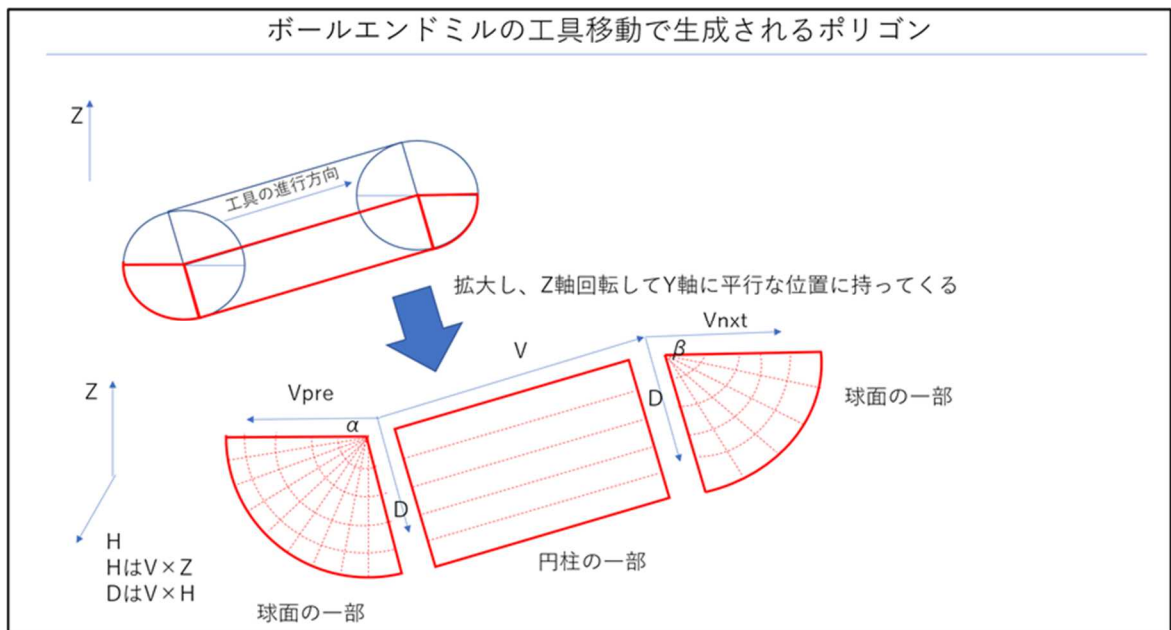 ボールエンドミルの工具移動で生成されるポリゴン
Z
工具の進行方向
拡大し、Z軸回転してY軸に平行な位置に持ってくる
Vnxt
V
β
Z
Vpre
D
球面の一部
α
D
H
HはV×Z
DはV×H
円柱の一部
球面の一部